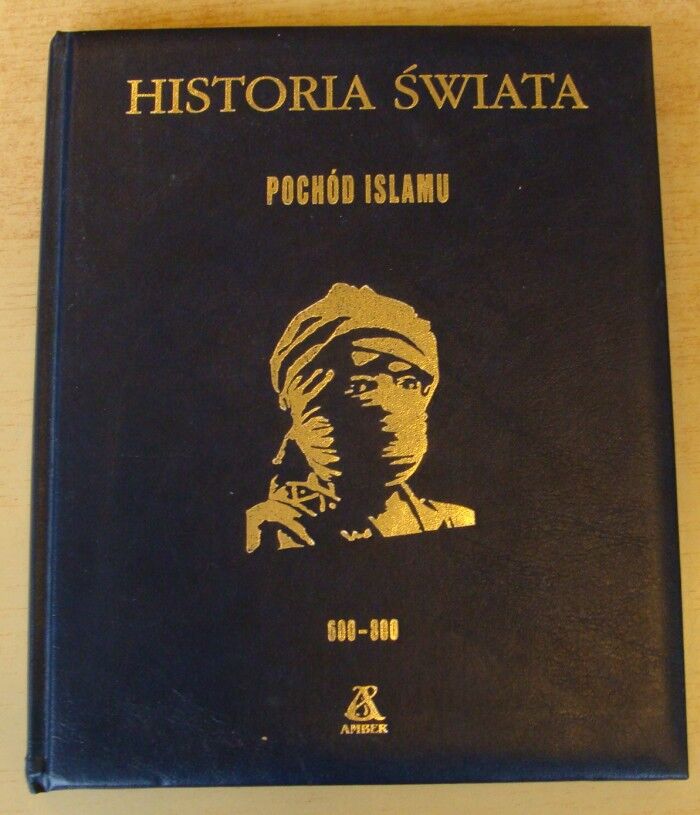 HISTORIA ŚWIATA
POCHÓD ISLAMU
600-800
AMBER